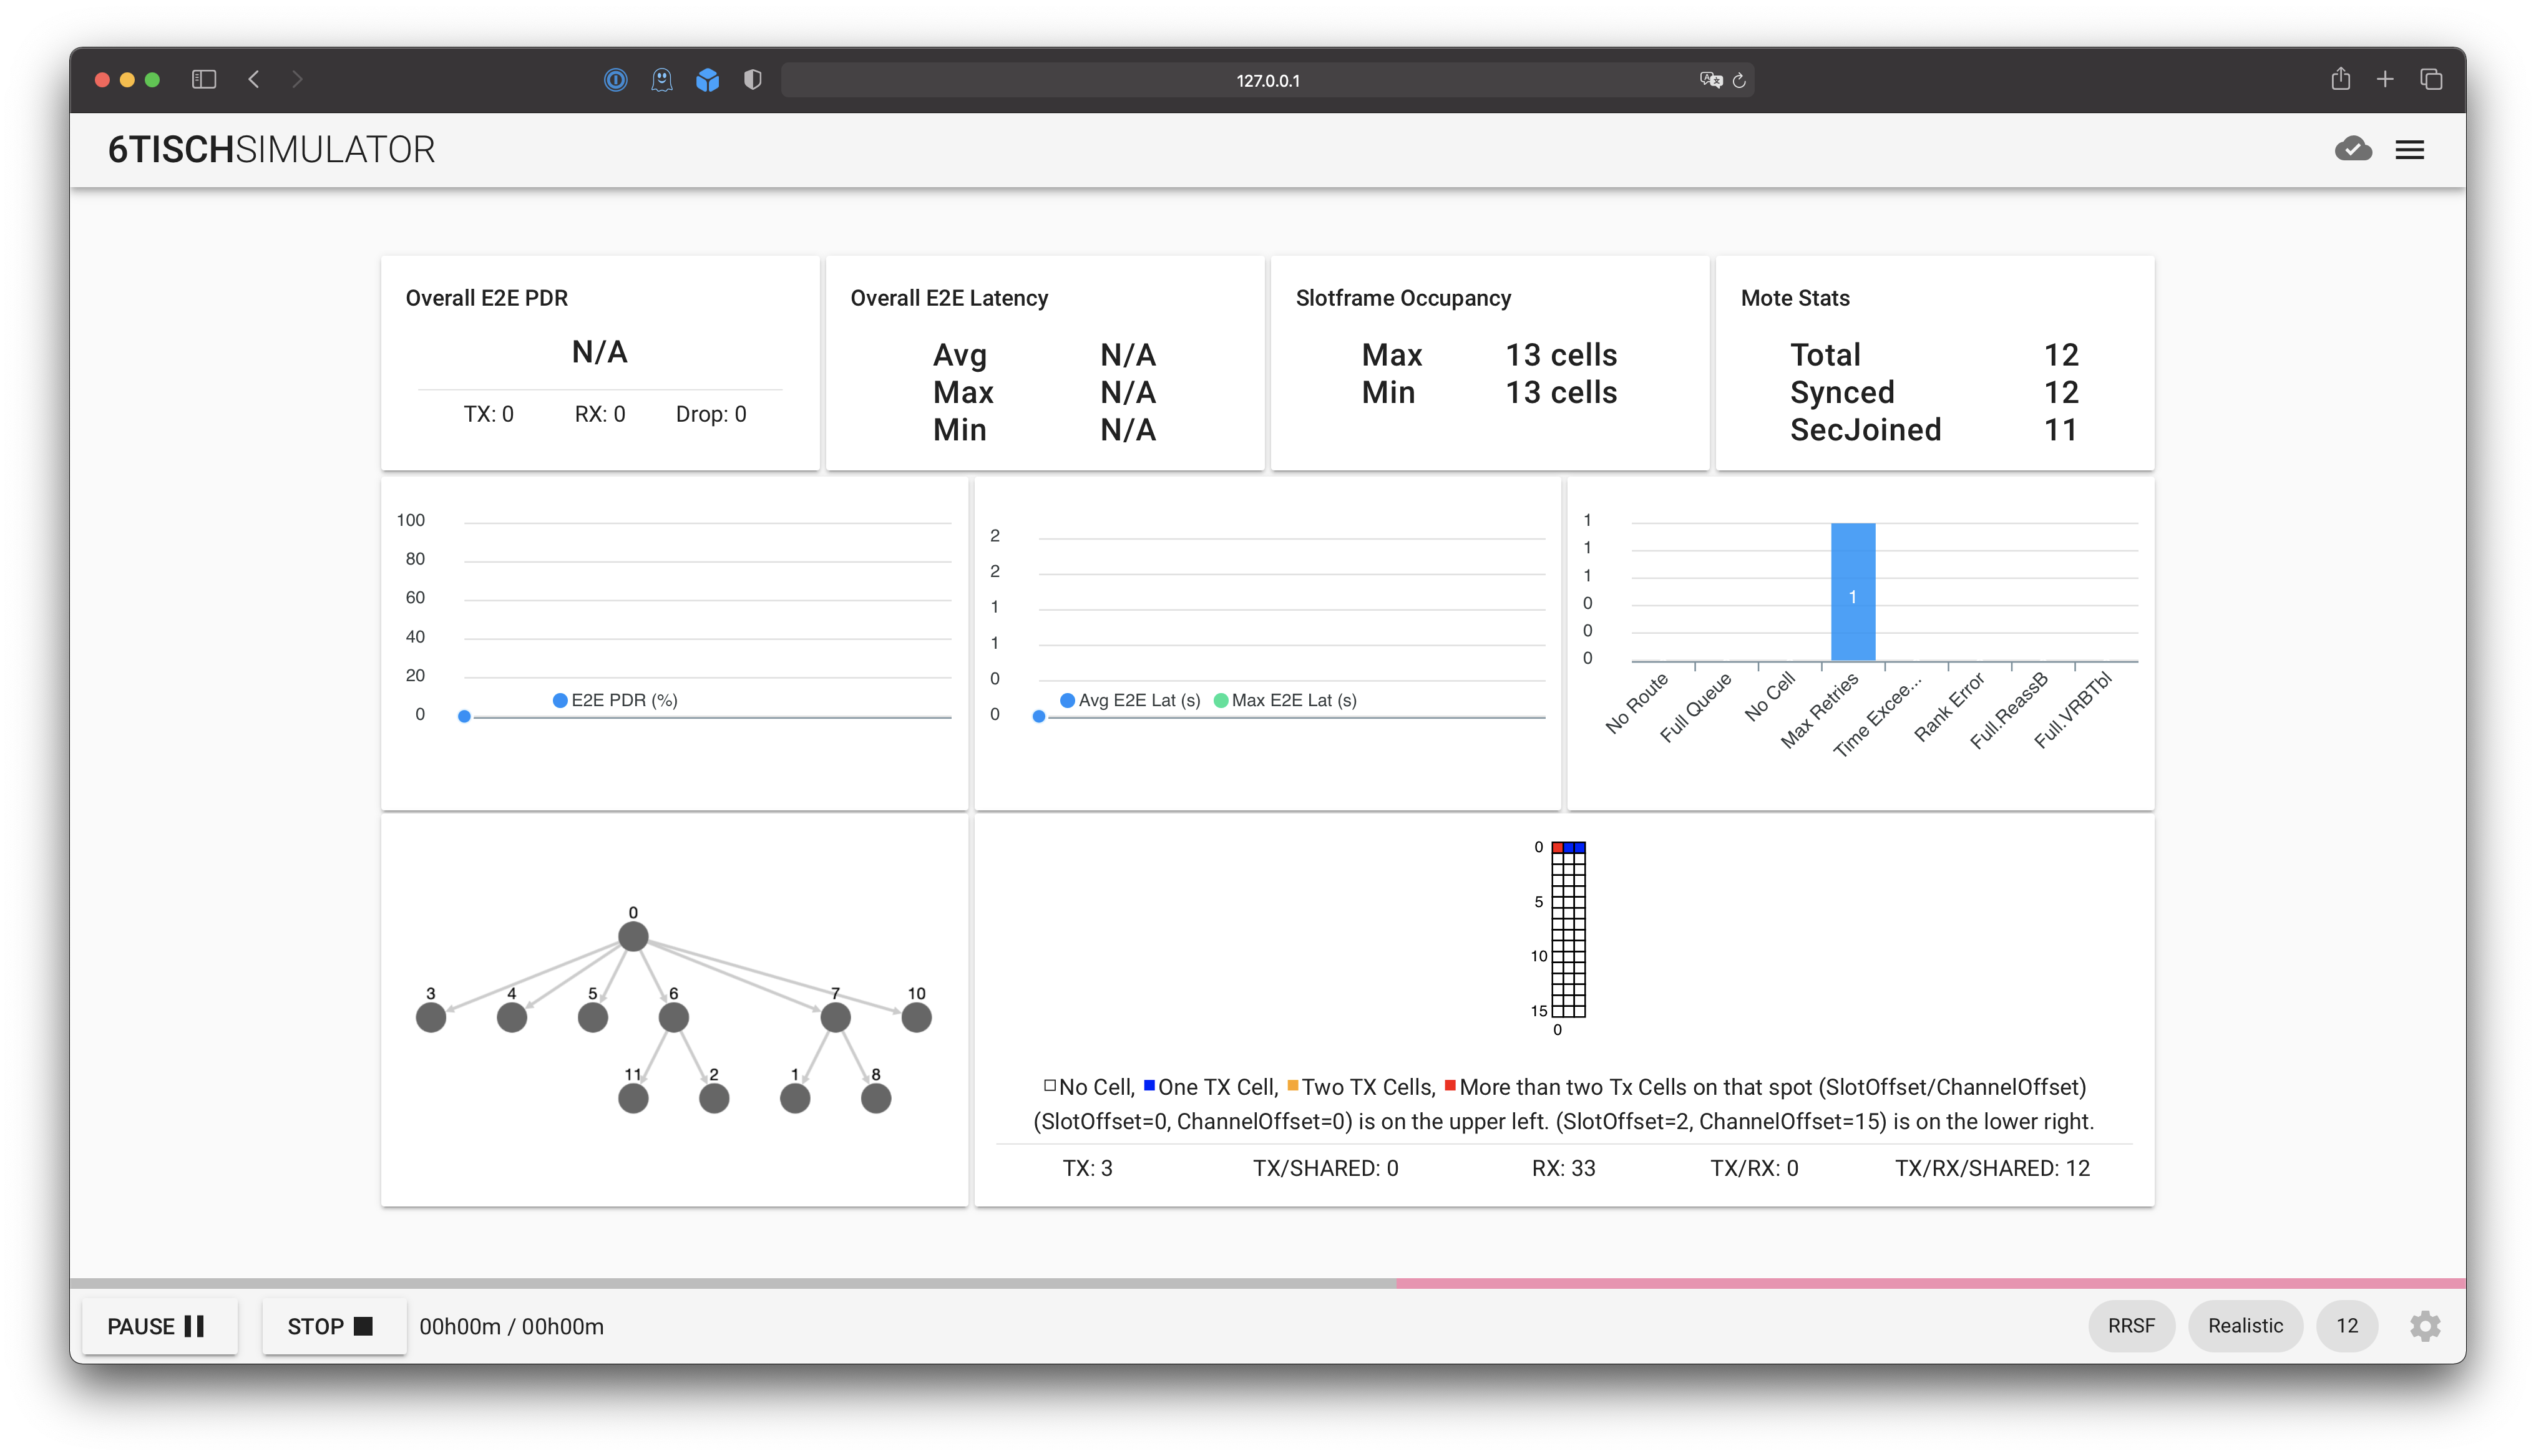 127.0.0.1
6TISCHSIMULATOR
Overall E2E PDR
N/A
TX: 0 RX: 0 Drop: 0
Overall E2E Latency
Avg N/A
Max N/A
Min N/A
Slotframe Occupancy
Max 13 cells
Min 13 cells
Mote Stats
Total 12
Synced 12
SecJoined 11
100
80
60
40
20
0
E2E PDR (%)
2
2
1
1
0
0
Avg E2E Lat (s) Max E2E Lat (s)
1
1
1
0
0
0
1
No Route
Full Queue
No Cell
Max Retries
Time Excee...
Rank Error
Full.ReassB
Full.VRBTbl
0
3 4 5 6 7 10
11 2 1 8
0
5
10
15
0
No Cell, One TX Cell, Two TX Cells, More than two Tx Cells on that spot (SlotOffset/ChannelOffset)
(SlotOffset=0, ChannelOffset=0) is on the upper left. (SlotOffset=2, ChannelOffset=15) is on the lower right.
TX: 3 TX/SHARED: 0 RX: 33 TX/RX: 0 TX/RX/SHARED: 12
PAUSE STOP 00h00m / 00h00m RRSF Realistic 12